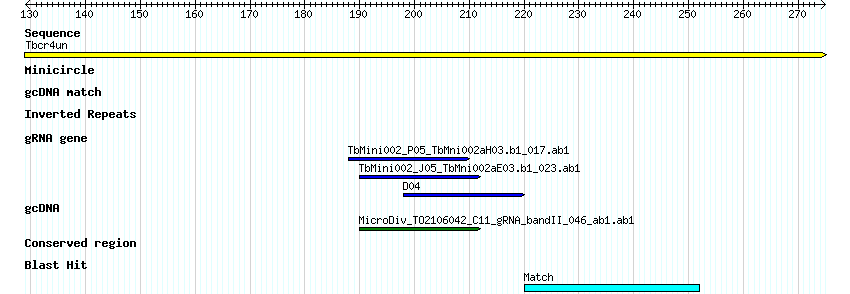 130 140 150 160 170 180 190 200 210 220 230 240 250 260 270
Sequence
Tbcr4un
Minicircle
gcDNA match
Inverted Repeats
gRNA gene
TbMini002_P05_TbMni002aH03.b1_017.ab1
TbMini002_J05_TbMni002aE03.b1_023.ab1
D04
gcDNA
MicroDiv_T02106042_C11_gRNA_bandII_046_ab1.ab1
Conserved region
Blast Hit
Match